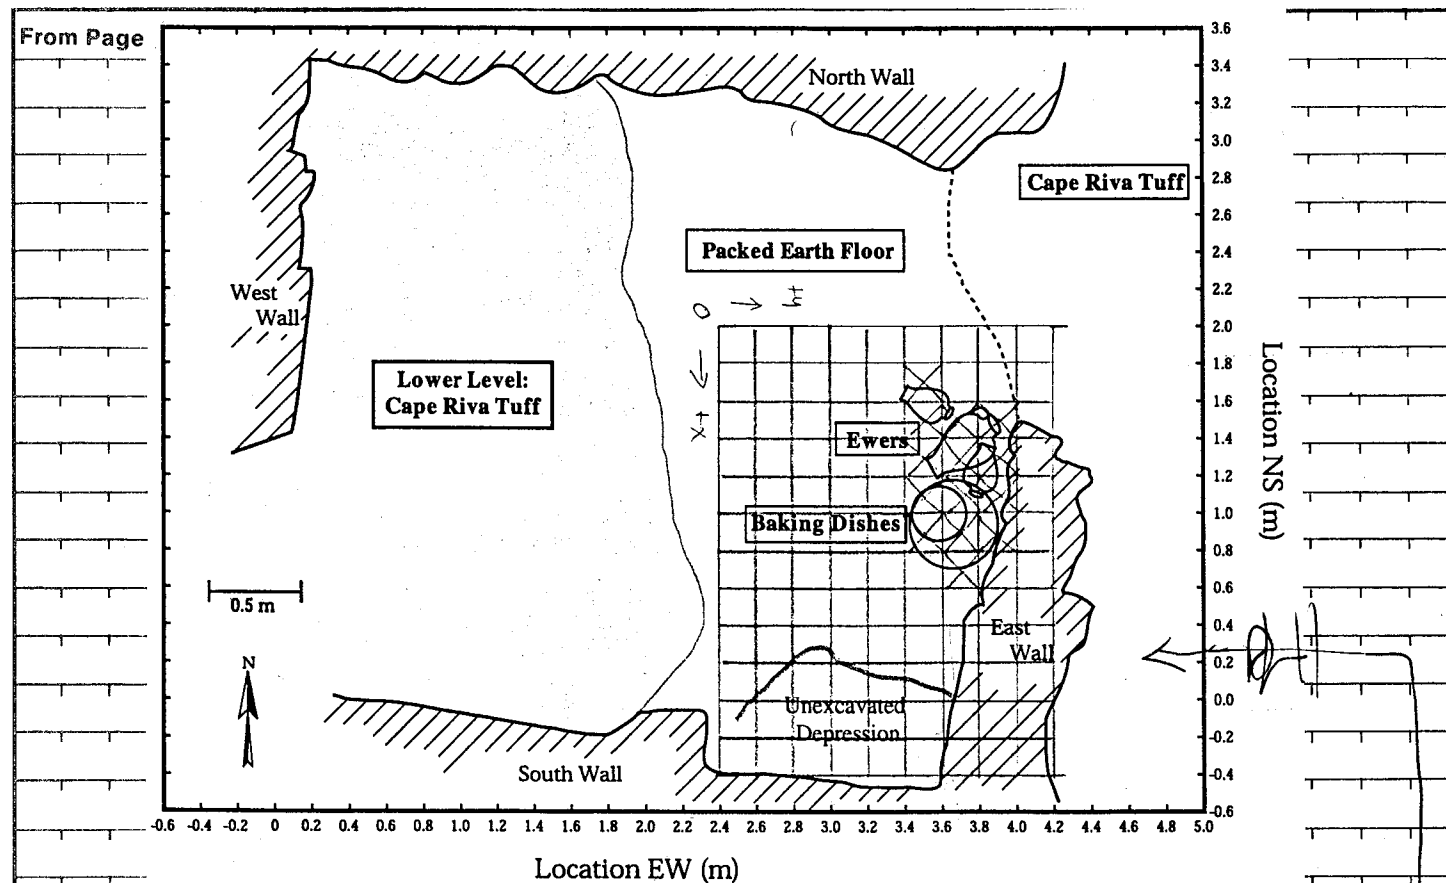 From Page
North Wall
Cape Riva Tuff
Packed Earth Floor
West
Wall
0 ↓ y+
x+ ←
Lower Level:
Cape Riva Tuff
Ewers
Baking Dishes
0.5 m
N
East
Wall
Unexcavated
Depression
South Wall
3.6
3.4
3.2
3.0
2.8
2.6
2.4
2.2
2.0
1.8
1.6
1.4
1.2
1.0
0.8
0.6
0.4
0.2
0.0
-0.2
-0.4
-0.6
Location NS (m)
-0.6 -0.4 -0.2 0 0.2 0.4 0.6 0.8 1.0 1.2 1.4 1.6 1.8 2.0 2.2 2.4 2.6 2.8 3.0 3.2 3.4 3.6 3.8 4.0 4.2 4.4 4.6 4.8 5.0
Location EW (m)